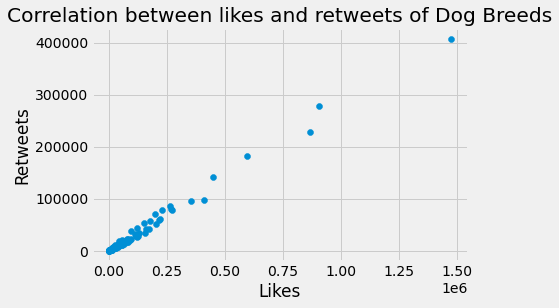 Correlation between likes and retweets of Dog Breeds
400000
300000
200000
100000
0
Retweets
0.00 0.25 0.50 0.75 1.00 1.25 1.50
1e6
Likes